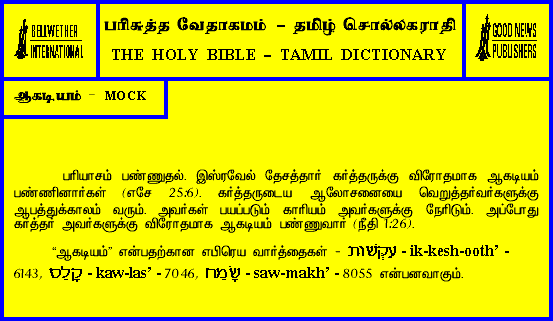 BELLWETHER
INTERNATIONAL
பரிசுத்த வேதாகமம் – தமிழ் சொல்லகராதி
THE HOLY BIBLE – TAMIL DICTIONARY
GOOD NEWS
PUBLISHERS
ஆகடியம் – MOCK
பரியாசம் பண்ணுதல். இஸ்ரவேல் தேசத்தார் கர்த்தருக்கு விரோதமாக ஆகடியம்
பண்ணினார்கள் (எசே 25:6). கர்த்தருடைய ஆலோசனையை வெறுத்தர்வர்களுக்கு
ஆபத்துக்காலம் வரும். அவர்கள் பயப்படும் காரியம் அவர்களுக்கு நேரிடும். அப்போது
கர்த்தர் அவர்களுக்கு விரோதமாக ஆகடியம் பண்ணுவார் (நீதி 1:26).
“ஆகடியம்” என்பதற்கான எபிரெய வார்த்தைகள் - עִקְּשׁוּת - ik-kesh-ooth’ -
6143, קָלַס - kaw-las’ - 7046, שָׂמַח - saw-makh’ - 8055 என்பனவாகும்.